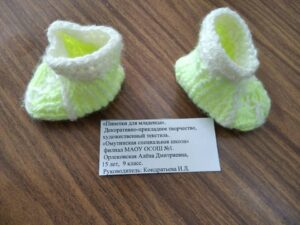 «Пинетки для младенца».
Декоративно-прикладное творчество,
художественный текстиль.
«Омутинская специальная школа»
филиал МАОУ ОСОШ №1.
Орловская Алёна Дмитриевна,
15 лет, 9 класс.
Руководитель: Кондратьева И.Л